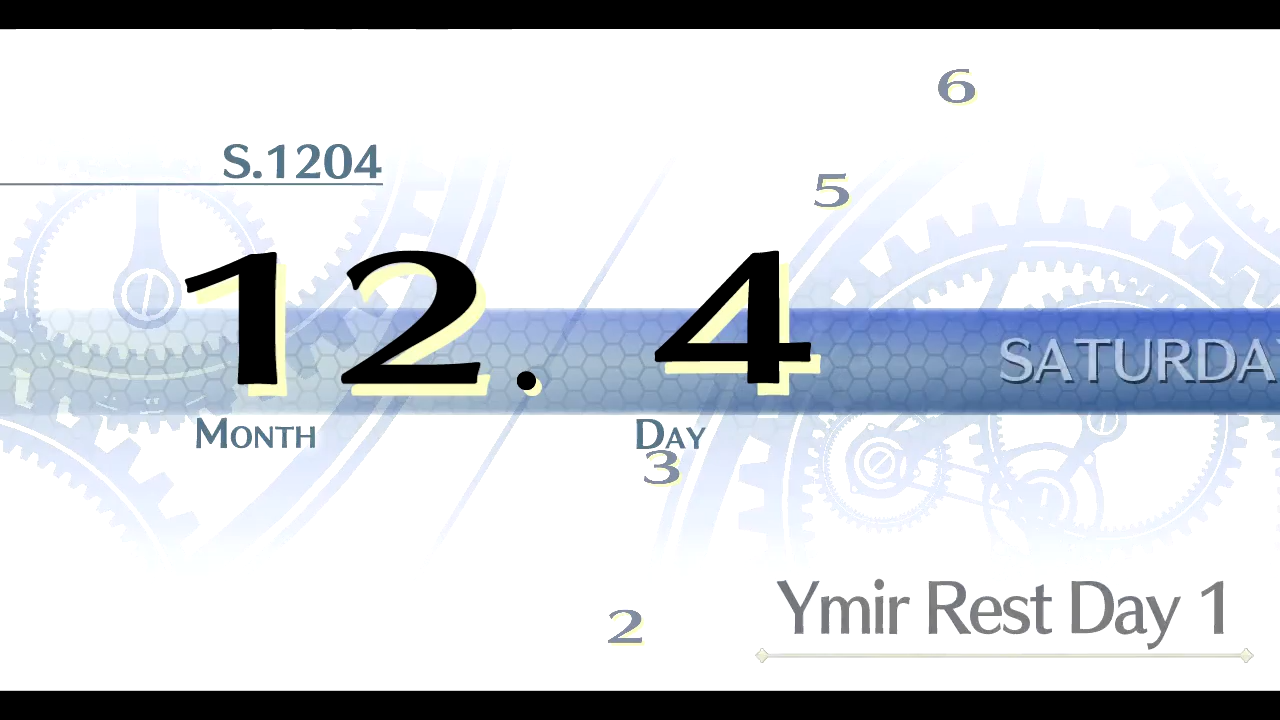 6
S.1204
5
12. 4
SATURDA
MONTH
DAY
3
Ymir Rest Day 1
2